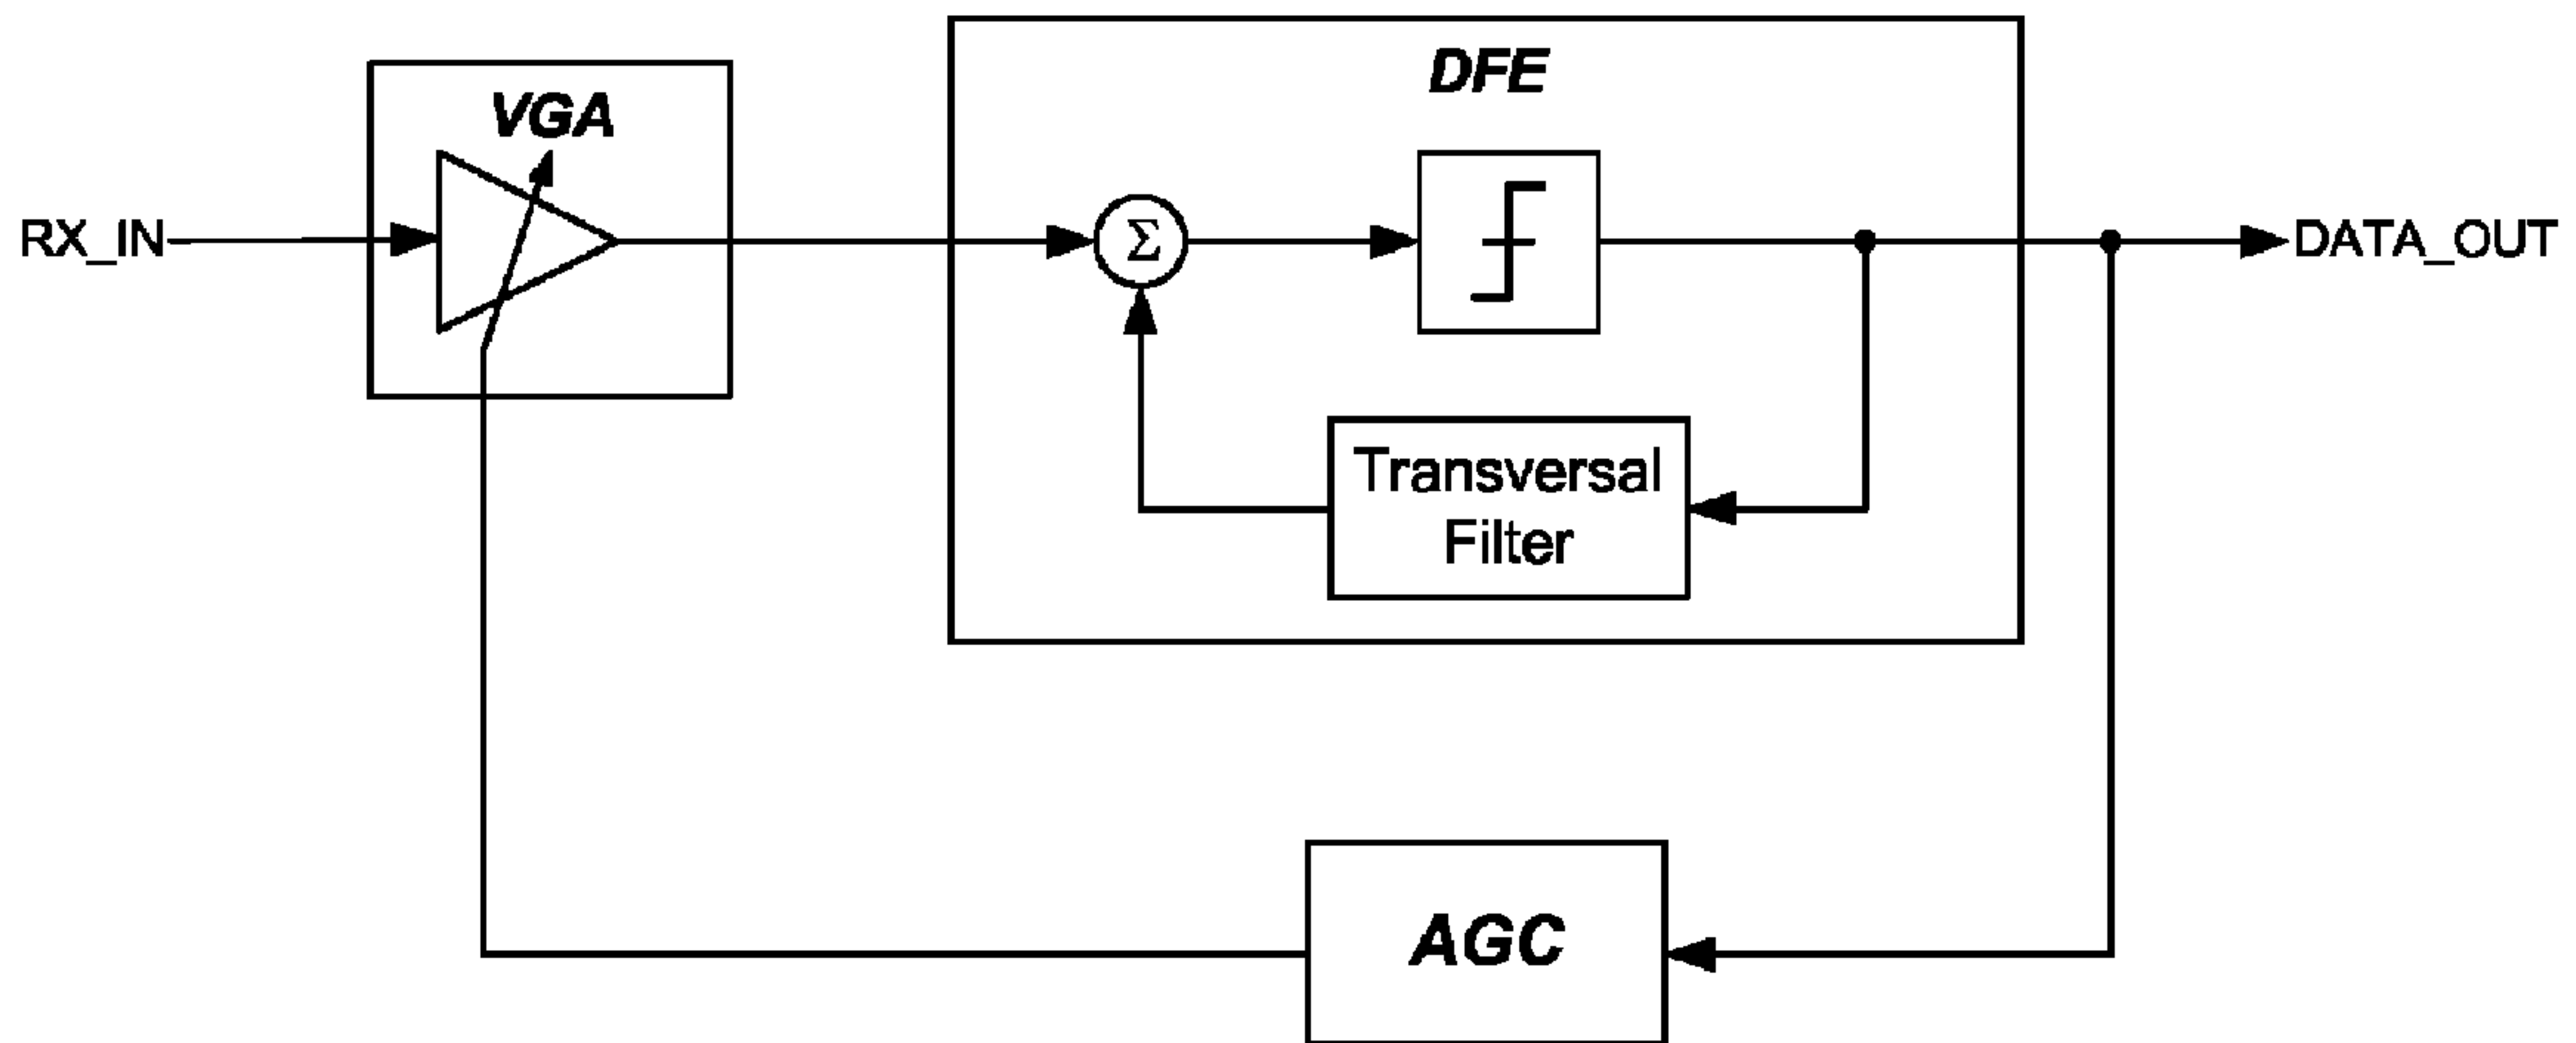 DFE
VGA
RX_IN
Σ
DATA_OUT
Transversal
Filter
AGC